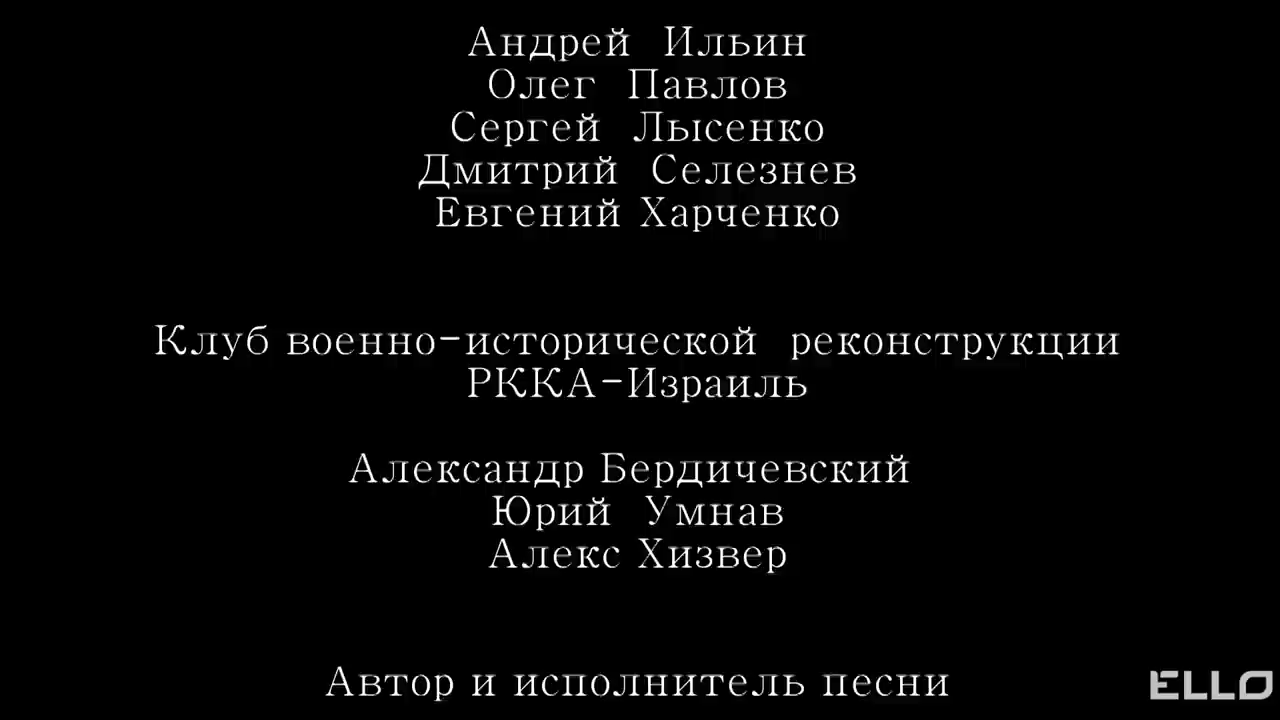 Андрей Ильин
Олег Павлов
Сергей Лысенко
Дмитрий Селезнев
Евгений Харченко
Клуб военно-исторической реконструкции
РККА-Израиль
Александр Бердичевский
Юрий Умнав
Алекс Хизвер
Автор и исполнитель песни
ELLO